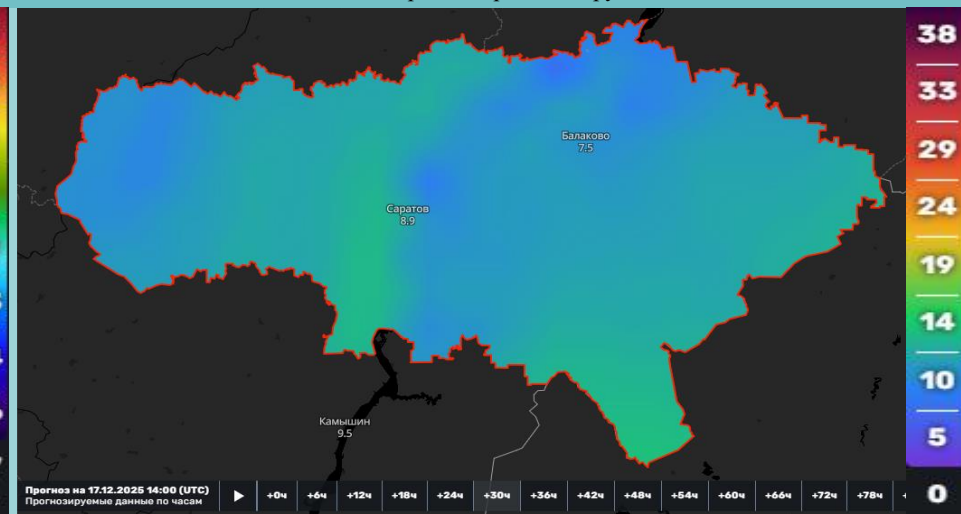 38
33
29
24
19
14
10
5
0
Балаково
7.5
Саратов
8.9
Камышин
9.5
Прогноз на 17.12.2025 14:00 (UTC)
Прогнозируемые данные по часам
+0ч +6ч +12ч +18ч +24ч +30ч +36ч +42ч +48ч +54ч +60ч +66ч +72ч +78ч